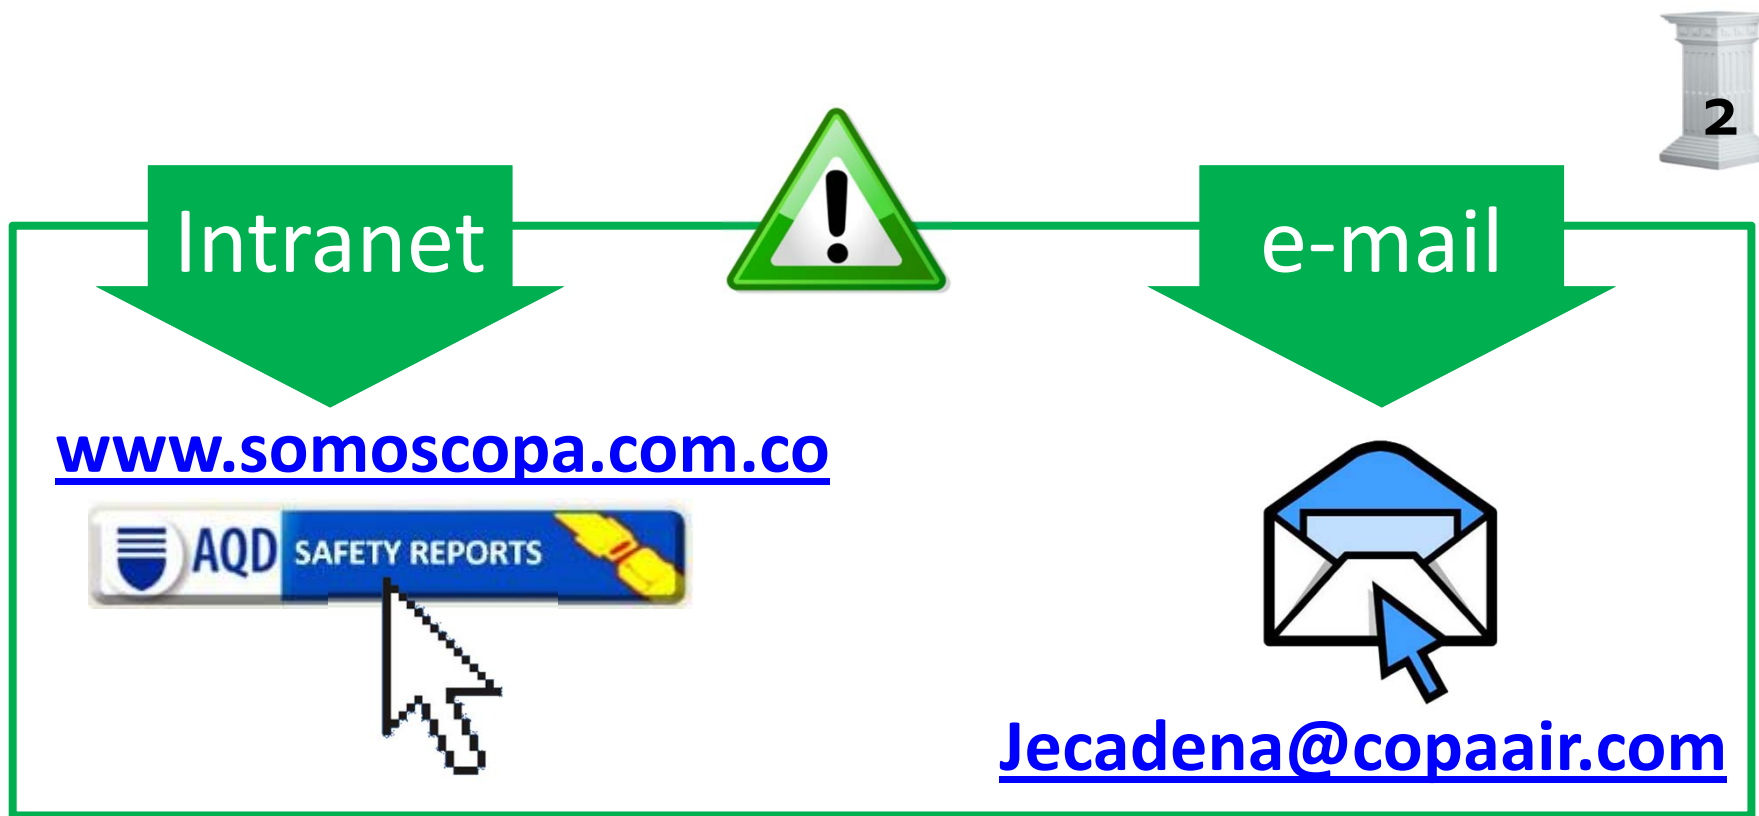 2
Intranet
e-mail
www.somoscopa.com.co
AQD SAFETY REPORTS
Jecadena@copaair.com